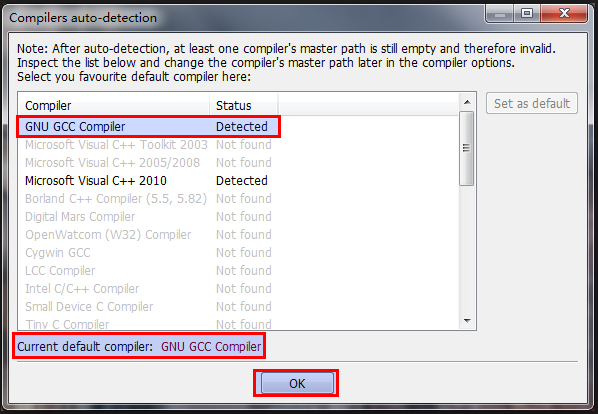 Compilers auto-detection
Note: After auto-detection, at least one compiler's master path is still empty and therefore invalid.
Inspect the list below and change the compiler's master path later in the compiler options.
Select you favourite default compiler here:
Compiler Status
Set as default
GNU GCC Compiler Detected
Microsoft Visual C++ Toolkit 2003 Not found
Microsoft Visual C++ 2005/2008 Not found
Microsoft Visual C++ 2010 Detected
Borland C++ Compiler (5.5, 5.82) Not found
Digital Mars Compiler Not found
OpenWatcom (W32) Compiler Not found
Cygwin GCC Not found
LCC Compiler Not found
Intel C/C++ Compiler Not found
Small Device C Compiler Not found
Tiny C Compiler Not found
Current default compiler: GNU GCC Compiler
OK